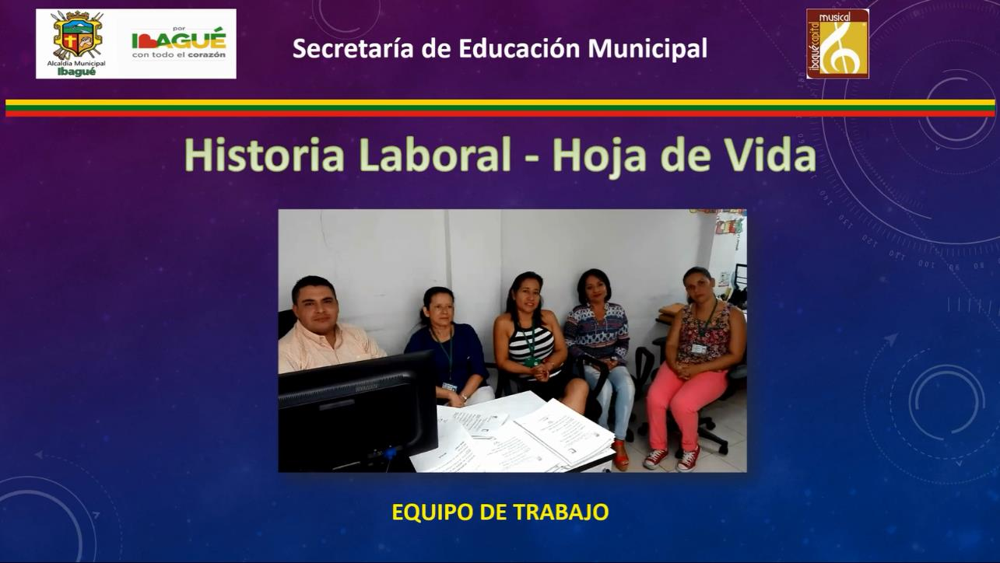 Alcaldía Municipal
Ibagué
por
IBAGUÉ
con todo el corazón
Secretaría de Educación Municipal
musical
ibaguécapital
Historia Laboral - Hoja de Vida
EQUIPO DE TRABAJO